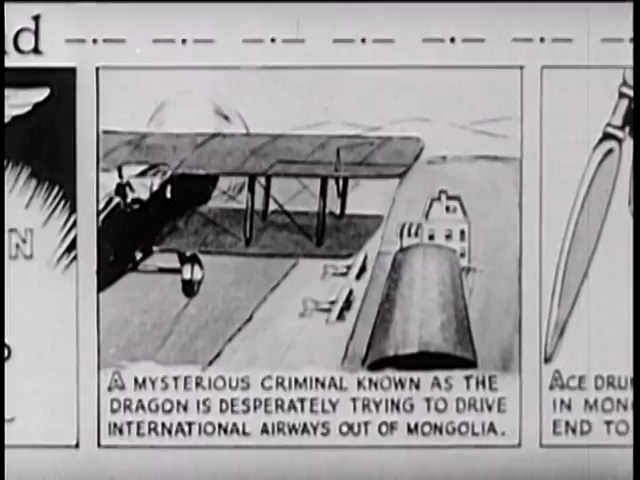 d
N
A MYSTERIOUS CRIMINAL KNOWN AS THE
DRAGON IS DESPERATELY TRYING TO DRIVE
INTERNATIONAL AIRWAYS OUT OF MONGOLIA.
ACE DRU
IN MON
END TO